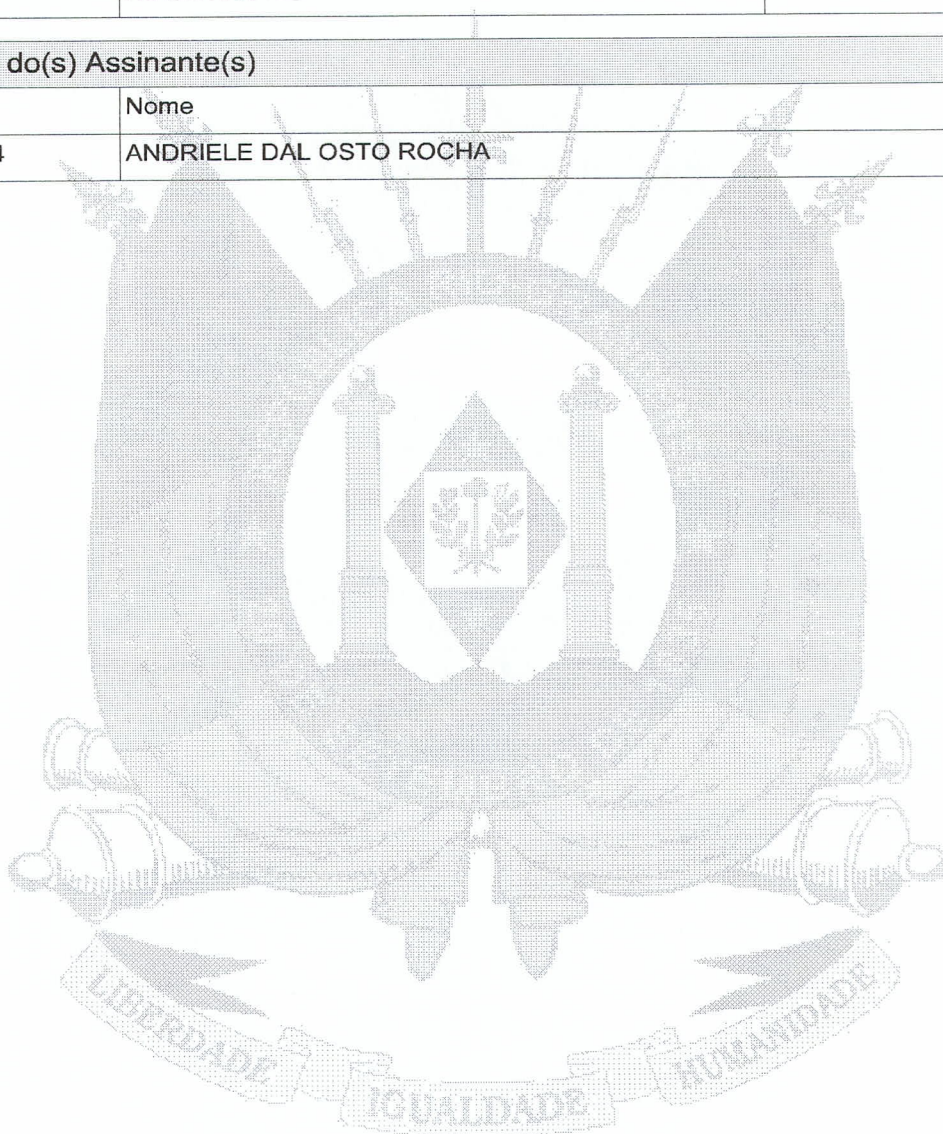 do(s) Assinante(s)
Nome
4
ANDRIELE DAL OSTO ROCHA
LIBERDADE
IGUALDADE
HUMANIDADE